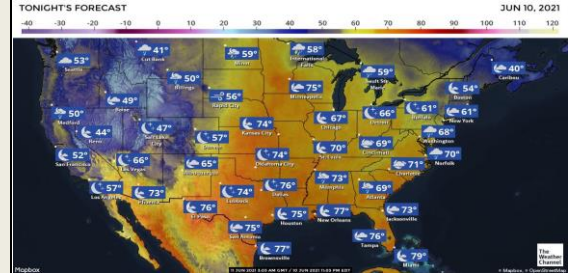 TONIGHT'S FORECAST
JUN 10, 2021
-40 -30 -20 -10 0 10 20 30 40 50 60 70 80 90 100 110 120
53° Seattle
41° Cut Bank
50° Billings
59° Minot
58° International Falls
59° Sault Ste. Marie
40° Caribou
54° Boston
61° New York
61° Buffalo
66° Detroit
75° Minneapolis
56° Rapid City
49° Boise
50° Medford
44° Reno
47° Salt Lake City
57° Denver
74° Kansas City
67° Chicago
70° St. Louis
69° Cincinnati
68° Washington
70° Norfolk
71° Charlotte
52° San Francisco
66° Las Vegas
65°
74° Oklahoma City
73° Memphis
69° Atlanta
57° Los Angeles
73° Phoenix
76° El Paso
74° Lubbock
76° Dallas
73° Jacksonville
75° San Antonio
75° Houston
77° New Orleans
76° Tampa
79° Miami
77° Brownsville
Mapbox
The
Weather
Channel
© Mapbox, © OpenStreetMap